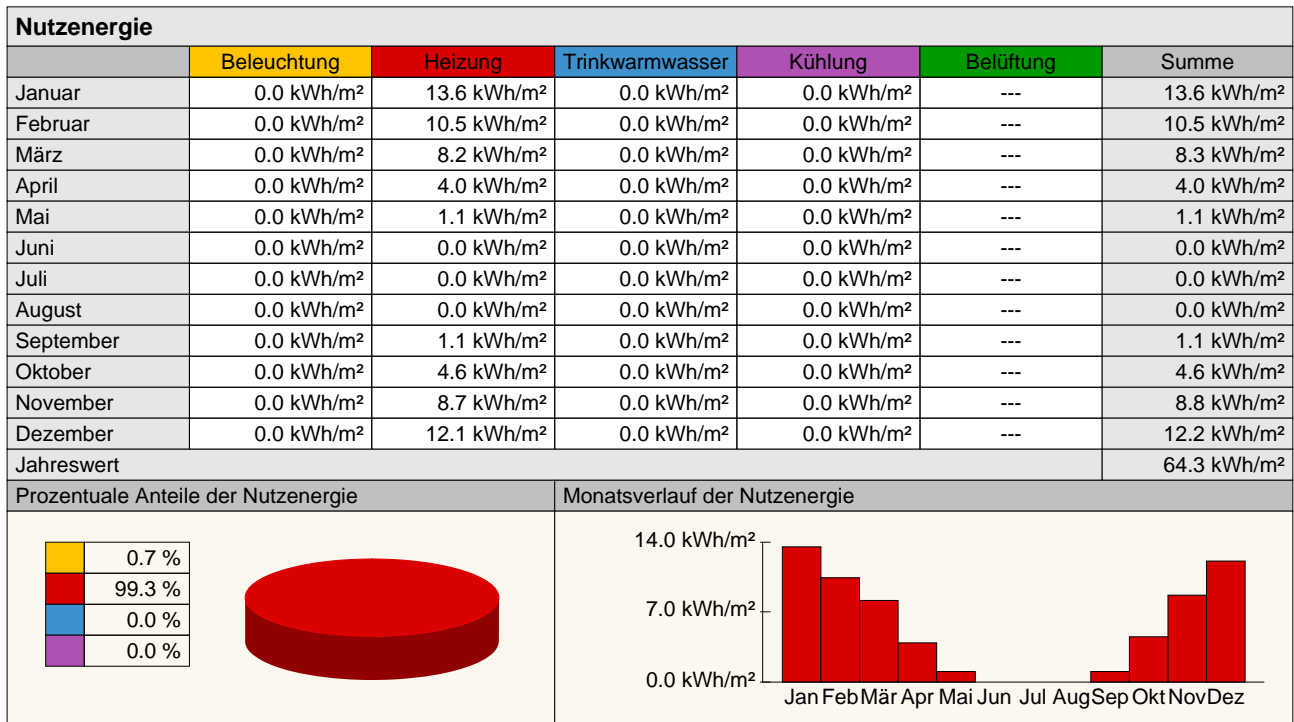 Nutzenergie
Beleuchtung Heizung Trinkwarmwasser Kühlung Belüftung Summe
Januar 0.0 kWh/m² 13.6 kWh/m² 0.0 kWh/m² 0.0 kWh/m² --- 13.6 kWh/m²
Februar 0.0 kWh/m² 10.5 kWh/m² 0.0 kWh/m² 0.0 kWh/m² --- 10.5 kWh/m²
März 0.0 kWh/m² 8.2 kWh/m² 0.0 kWh/m² 0.0 kWh/m² --- 8.3 kWh/m²
April 0.0 kWh/m² 4.0 kWh/m² 0.0 kWh/m² 0.0 kWh/m² --- 4.0 kWh/m²
Mai 0.0 kWh/m² 1.1 kWh/m² 0.0 kWh/m² 0.0 kWh/m² --- 1.1 kWh/m²
Juni 0.0 kWh/m² 0.0 kWh/m² 0.0 kWh/m² 0.0 kWh/m² --- 0.0 kWh/m²
Juli 0.0 kWh/m² 0.0 kWh/m² 0.0 kWh/m² 0.0 kWh/m² --- 0.0 kWh/m²
August 0.0 kWh/m² 0.0 kWh/m² 0.0 kWh/m² 0.0 kWh/m² --- 0.0 kWh/m²
September 0.0 kWh/m² 1.1 kWh/m² 0.0 kWh/m² 0.0 kWh/m² --- 1.1 kWh/m²
Oktober 0.0 kWh/m² 4.6 kWh/m² 0.0 kWh/m² 0.0 kWh/m² --- 4.6 kWh/m²
November 0.0 kWh/m² 8.7 kWh/m² 0.0 kWh/m² 0.0 kWh/m² --- 8.8 kWh/m²
Dezember 0.0 kWh/m² 12.1 kWh/m² 0.0 kWh/m² 0.0 kWh/m² --- 12.2 kWh/m²
Jahreswert 64.3 kWh/m²
Prozentuale Anteile der Nutzenergie
0.7 %
99.3 %
0.0 %
0.0 %
Monatsverlauf der Nutzenergie
14.0 kWh/m²
7.0 kWh/m²
0.0 kWh/m²
Jan Feb Mär Apr Mai Jun Jul Aug Sep Okt Nov Dez